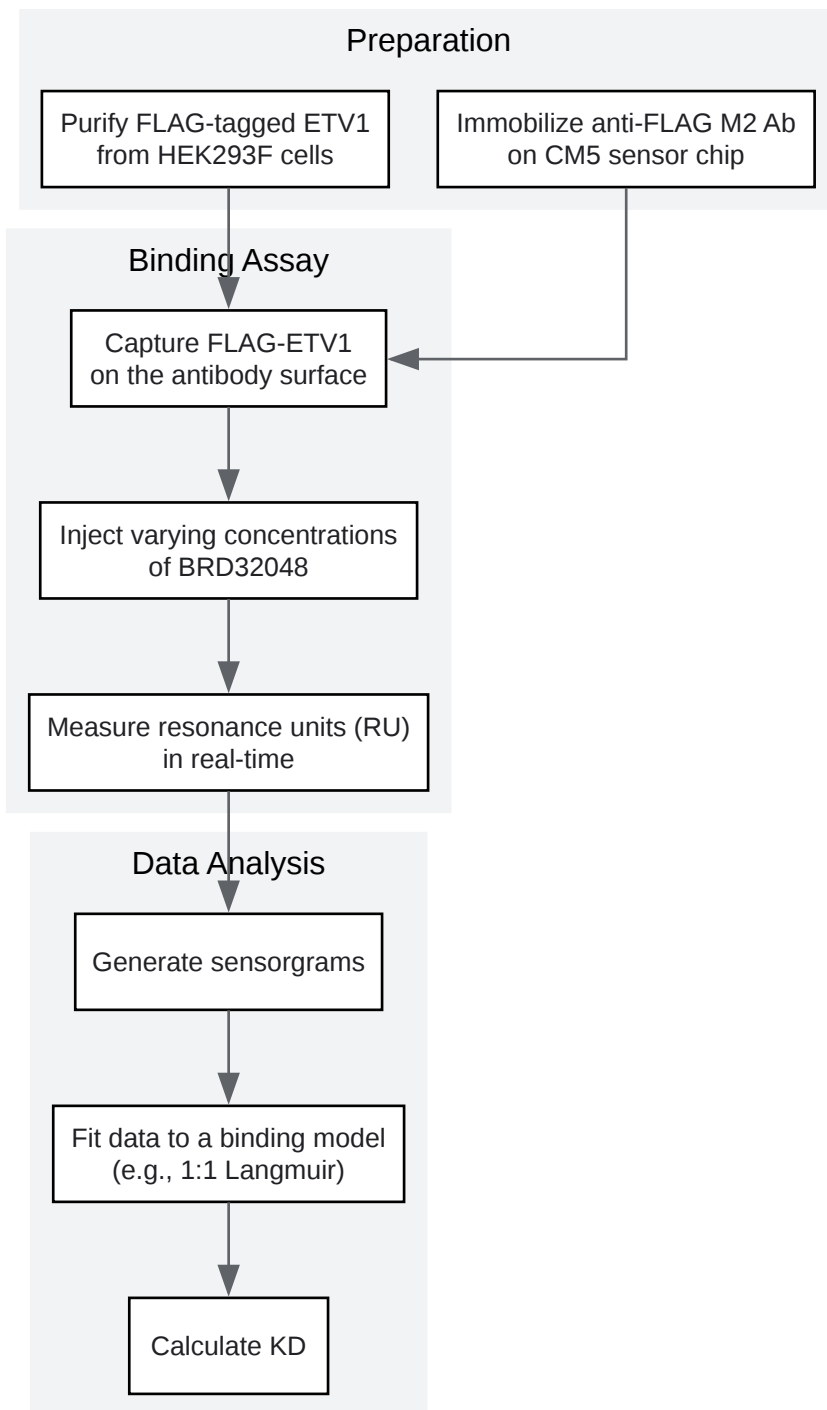 Preparation
Purify FLAG-tagged ETV1
from HEK293F cells
Immobilize anti-FLAG M2 Ab
on CM5 sensor chip
Binding Assay
Capture FLAG-ETV1
on the antibody surface
Inject varying concentrations
of BRD32048
Measure resonance units (RU)
in real-time
Data Analysis
Generate sensorgrams
Fit data to a binding model
(e.g., 1:1 Langmuir)
Calculate KD